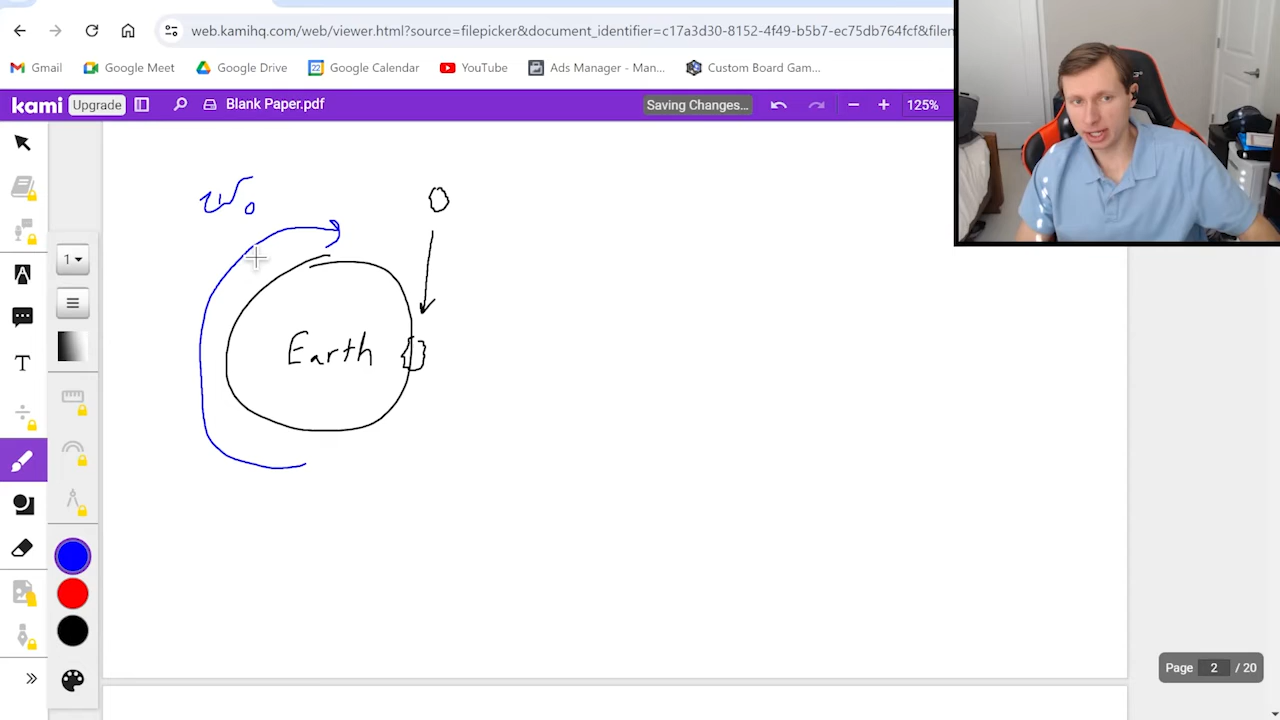 web.kamihq.com/web/viewer.html?source=filepicker&document_identifier=c17a3d30-8152-4f49-b5b7-ec75db764fcf&filen
Gmail
Google Meet
Google Drive
22 Google Calendar
YouTube
Ads Manager - Man...
Custom Board Gam...
kami
Upgrade
Blank Paper.pdf
Saving Changes...
125%
ω₀
Earth
1
A
T
Page 2 / 20